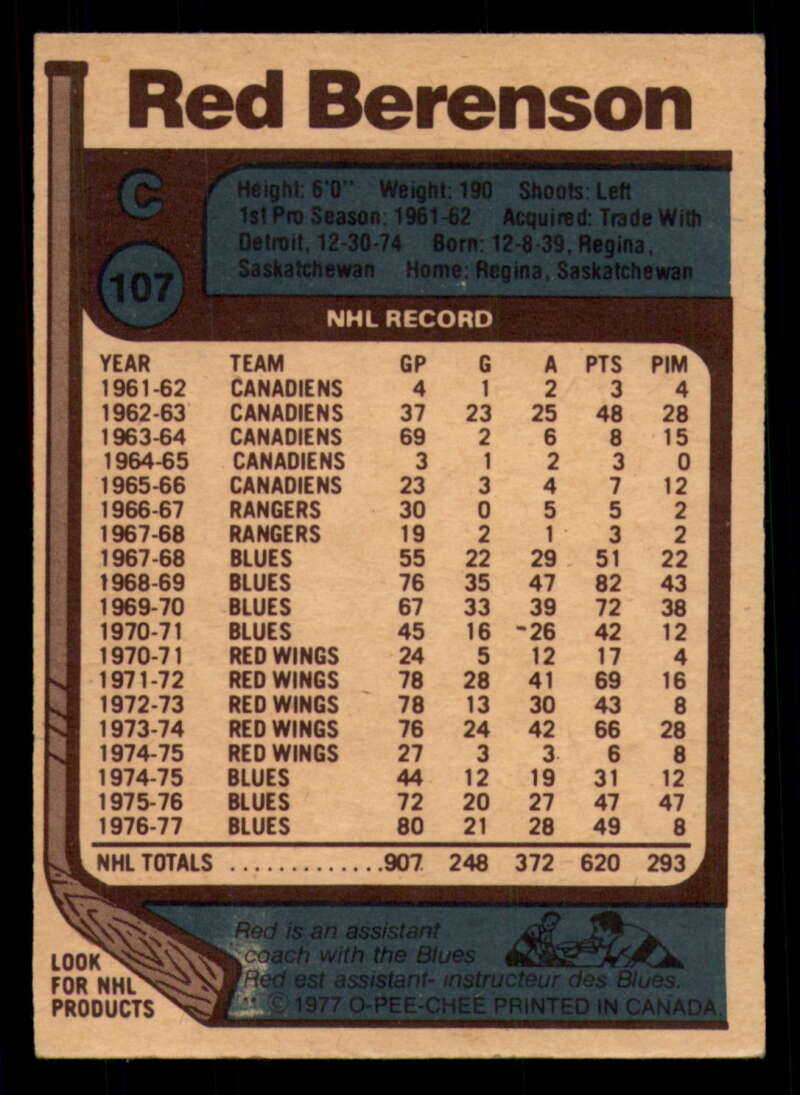 Red Berenson
C
107
Height: 6'0" Weight: 190 Shoots: Left
1st Pro Season: 1961-62 Acquired: Trade With
Detroit, 12-30-74 Born: 12-8-39, Regina,
Saskatchewan Home: Regina, Saskatchewan
NHL RECORD
YEAR TEAM GP G A PTS PIM
1961-62 CANADIENS 4 1 2 3 4
1962-63 CANADIENS 37 23 25 48 28
1963-64 CANADIENS 69 2 6 8 15
1964-65 CANADIENS 3 1 2 3 0
1965-66 CANADIENS 23 3 4 7 12
1966-67 RANGERS 30 0 5 5 2
1967-68 RANGERS 19 2 1 3 2
1967-68 BLUES 55 22 29 51 22
1968-69 BLUES 76 35 47 82 43
1969-70 BLUES 67 33 39 72 38
1970-71 BLUES 45 16 26 42 12
1970-71 RED WINGS 24 5 12 17 4
1971-72 RED WINGS 78 28 41 69 16
1972-73 RED WINGS 78 13 30 43 8
1973-74 RED WINGS 76 24 42 66 28
1974-75 RED WINGS 27 3 3 6 8
1974-75 BLUES 44 12 19 31 12
1975-76 BLUES 72 20 27 47 47
1976-77 BLUES 80 21 28 49 8
NHL TOTALS .............907 248 372 620 293
Red is an assistant
coach with the Blues
Red est assistant- instructeur des Blues.
© 1977 O-PEE-CHEE PRINTED IN CANADA
LOOK
FOR NHL
PRODUCTS